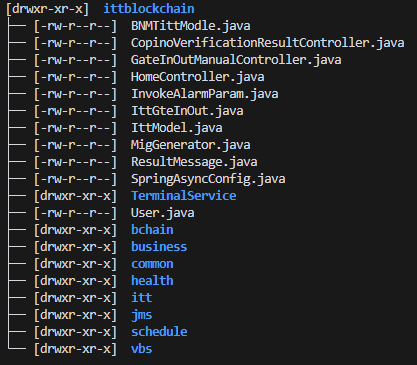 [drwxr-xr-x]  ittblockchain
├── [-rw-r--r--]  BNMTittModle.java
├── [-rw-r--r--]  CopinoVerificationResultController.java
├── [-rw-r--r--]  GateInOutManualController.java
├── [-rw-r--r--]  HomeController.java
├── [-rw-r--r--]  InvokeAlarmParam.java
├── [-rw-r--r--]  IttGteInOut.java
├── [-rw-r--r--]  IttModel.java
├── [-rw-r--r--]  MigGenerator.java
├── [-rw-r--r--]  ResultMessage.java
├── [-rw-r--r--]  SpringAsyncConfig.java
├── [drwxr-xr-x]  TerminalService
├── [-rw-r--r--]  User.java
├── [drwxr-xr-x]  bchain
├── [drwxr-xr-x]  business
├── [drwxr-xr-x]  common
├── [drwxr-xr-x]  health
├── [drwxr-xr-x]  itt
├── [drwxr-xr-x]  jms
├── [drwxr-xr-x]  schedule
└── [drwxr-xr-x]  vbs